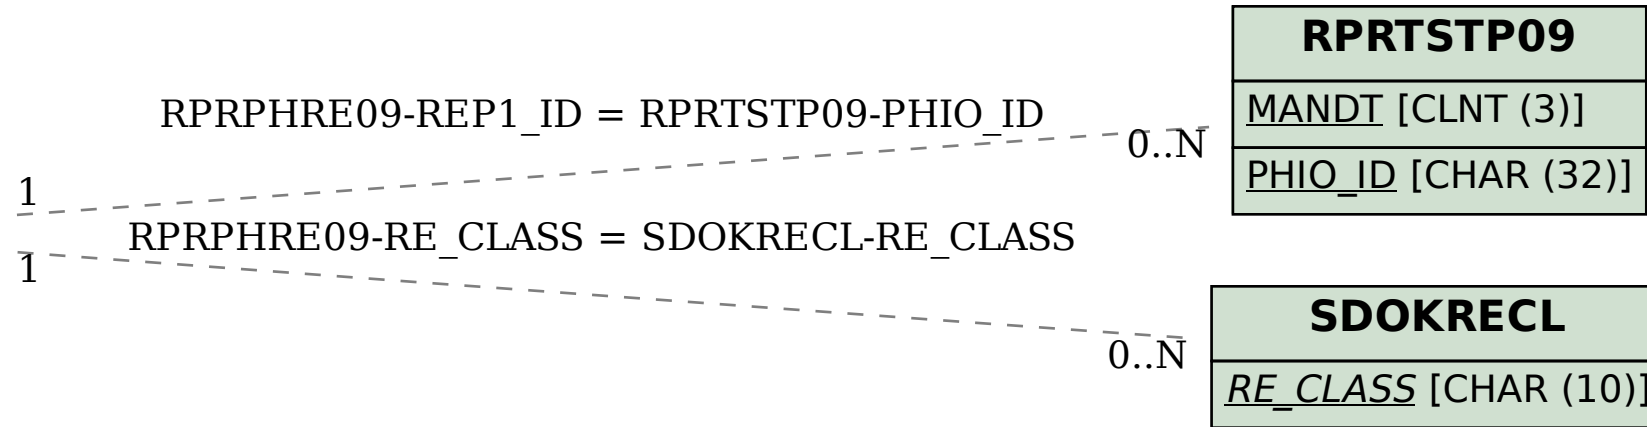 RPRTSTP09
MANDT [CLNT (3)]
PHIO_ID [CHAR (32)]
RPRPHRE09-REP1_ID = RPRTSTP09-PHIO_ID
0..N
1
RPRPHRE09-RE_CLASS = SDOKRECL-RE_CLASS
1
0..N
SDOKRECL
RE_CLASS [CHAR (10)]